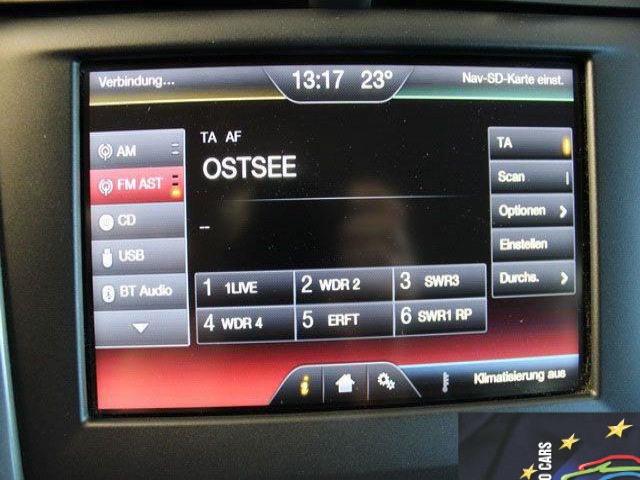 Verbindung...
13:17 23°
Nav-SD-Karte einst.
AM
FM AST
CD
USB
BT Audio
TA AF
OSTSEE
--
1 1LIVE
2 WDR 2
3 SWR3
4 WDR 4
5 ERFT
6 SWR1 RP
TA
Scan
Optionen
Einstellen
Durchs.
i
Klimatisierung aus
CARS